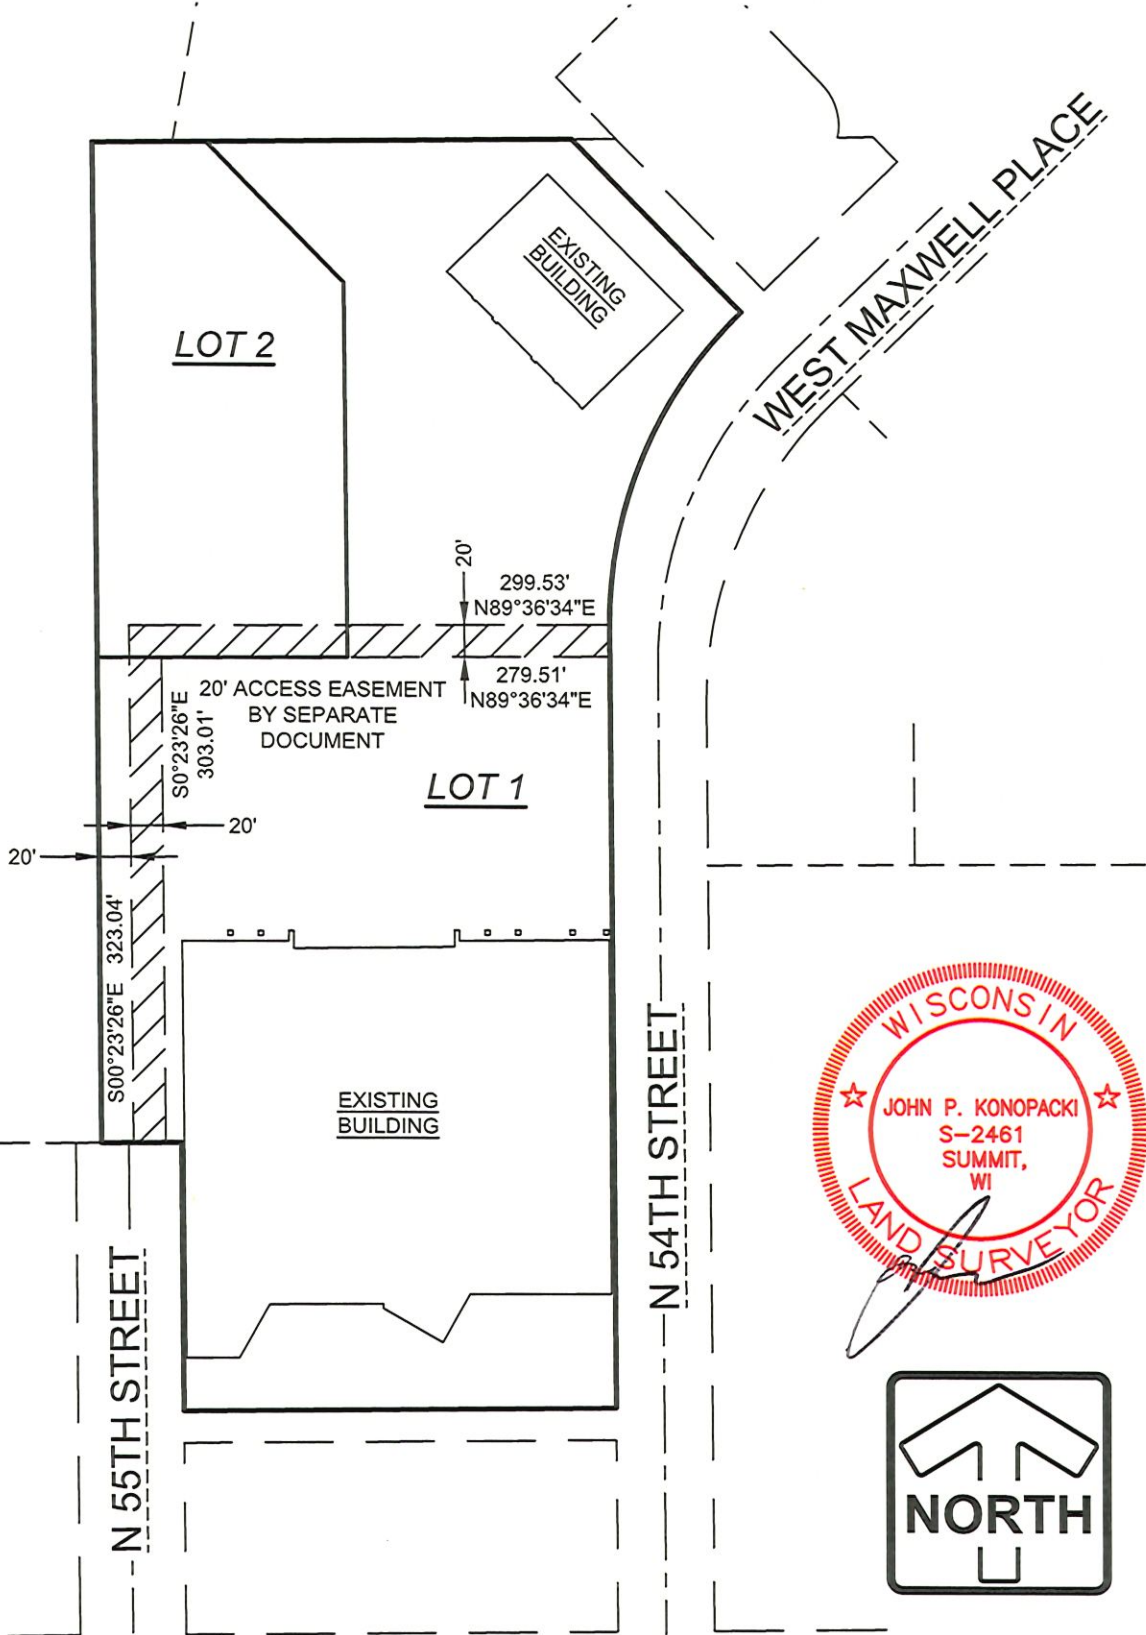 WEST MAXWELL PLACE
EXISTING
BUILDING
LOT 2
20'
299.53'
N89°36'34"E
279.51'
N89°36'34"E
20' ACCESS EASEMENT
BY SEPARATE
DOCUMENT
S0°23'26"E
303.01'
LOT 1
20'
20'
S00°23'26"E 323.04'
EXISTING
BUILDING
N 54TH STREET
N 55TH STREET
WISCONSIN
JOHN P. KONOPACKI
S-2461
SUMMIT,
WI
LAND SURVEYOR
NORTH